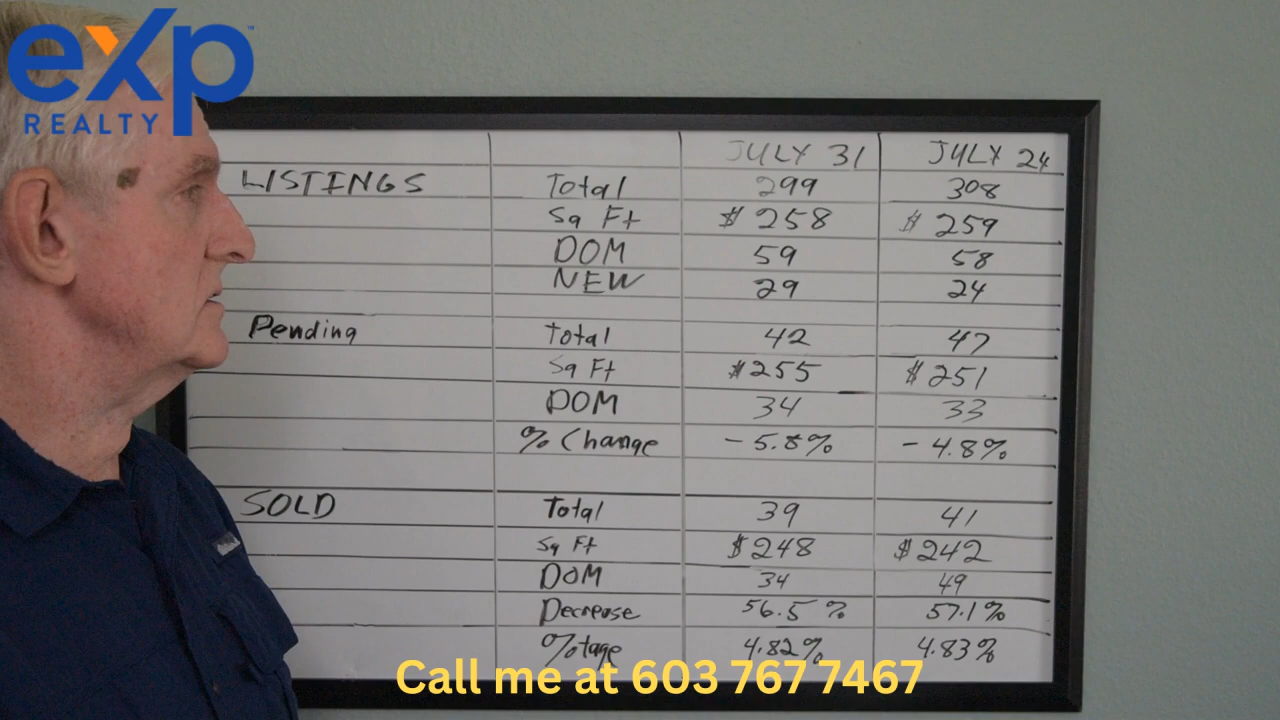 eXp
REALTY
JULY 31 JULY 24
LISTINGS Total 299 308
Sq Ft $258 $259
DOM 59 58
NEW 29 24
Pending Total 42 47
Sq Ft $255 $251
DOM 34 33
% Change -5.8% -4.8%
SOLD Total 39 41
Sq Ft $248 $242
DOM 34 49
Decrease 56.5% 57.1%
%tage 4.82% 4.83%
Call me at 603 767 7467